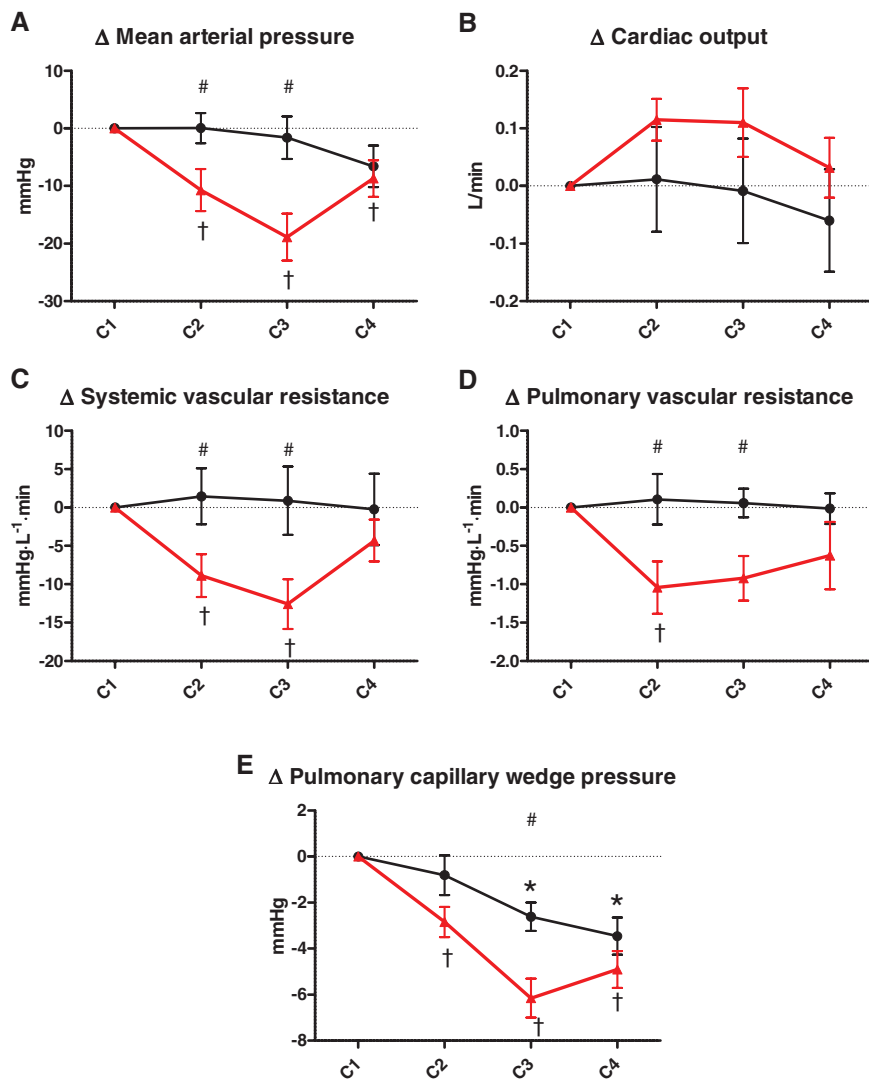 A
Δ Mean arterial pressure
10
0
-10
-20
-30
mmHg
#
#
†
†
†
C1
C2
C3
C4
B
Δ Cardiac output
0.2
0.1
0.0
-0.1
-0.2
L/min
C1
C2
C3
C4
C
Δ Systemic vascular resistance
10
5
0
-5
-10
-15
-20
mmHg·L⁻¹·min
#
#
†
†
C1
C2
C3
C4
D
Δ Pulmonary vascular resistance
1.0
0.5
0.0
-0.5
-1.0
-1.5
-2.0
mmHg·L⁻¹·min
#
#
†
C1
C2
C3
C4
E
Δ Pulmonary capillary wedge pressure
2
0
-2
-4
-6
-8
mmHg
#
*
*
†
†
†
C1
C2
C3
C4